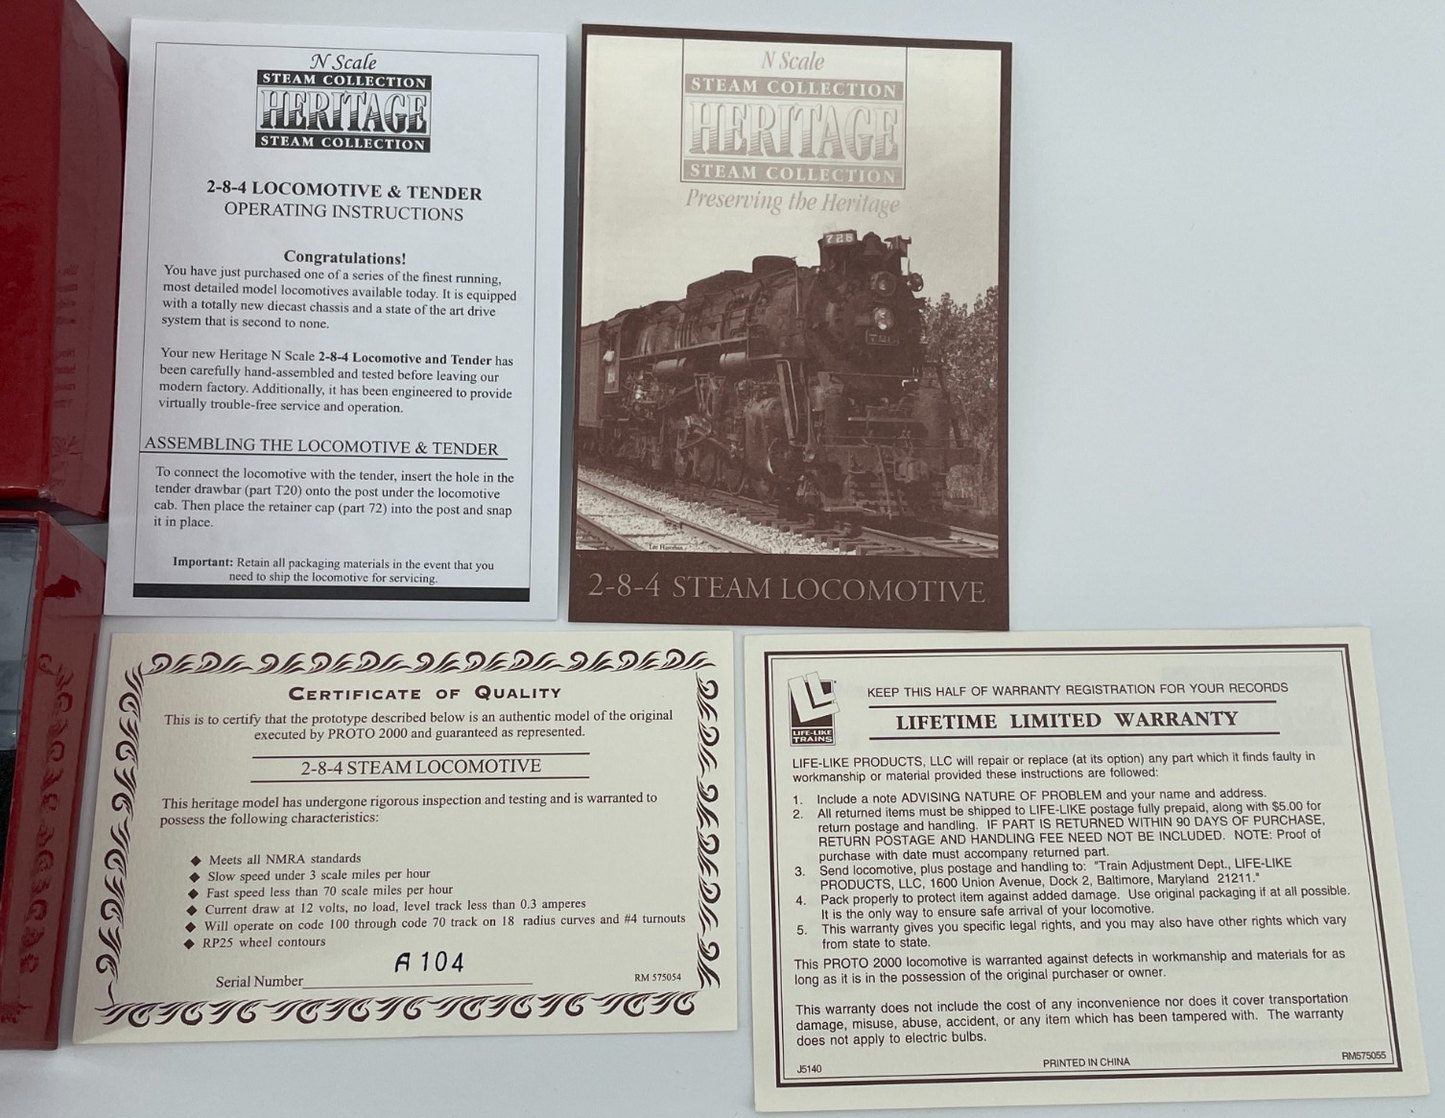 N Scale
STEAM COLLECTION
HERITAGE
STEAM COLLECTION
2-8-4 LOCOMOTIVE & TENDER
OPERATING INSTRUCTIONS
Congratulations!
You have just purchased one of a series of the finest running,
most detailed model locomotives available today. It is equipped
with a totally new diecast chassis and a state of the art drive
system that is second to none.
Your new Heritage N Scale 2-8-4 Locomotive and Tender has
been carefully hand-assembled and tested before leaving our
modern factory. Additionally, it has been engineered to provide
virtually trouble-free service and operation.
ASSEMBLING THE LOCOMOTIVE & TENDER
To connect the locomotive with the tender, insert the hole in the
tender drawbar (part T20) onto the post under the locomotive
cab. Then place the retainer cap (part 72) into the post and snap
it in place.
Important: Retain all packaging materials in the event that you
need to ship the locomotive for servicing.
N Scale
STEAM COLLECTION
HERITAGE
STEAM COLLECTION
Preserving the Heritage
2-8-4 STEAM LOCOMOTIVE
CERTIFICATE OF QUALITY
This is to certify that the prototype described below is an authentic model of the original
executed by PROTO 2000 and guaranteed as represented.
2-8-4 STEAM LOCOMOTIVE
This heritage model has undergone rigorous inspection and testing and is warranted to
possess the following characteristics:
◆ Meets all NMRA standards
◆ Slow speed under 3 scale miles per hour
◆ Fast speed less than 70 scale miles per hour
◆ Current draw at 12 volts, no load, level track less than 0.3 amperes
◆ Will operate on code 100 through code 70 track on 18 radius curves and #4 turnouts
◆ RP25 wheel contours
A 104
Serial Number
RM 575054
LIFE-LIKE
TRAINS
KEEP THIS HALF OF WARRANTY REGISTRATION FOR YOUR RECORDS
LIFETIME LIMITED WARRANTY
LIFE-LIKE PRODUCTS, LLC will repair or replace (at its option) any part which it finds faulty in
workmanship or material provided these instructions are followed:
1. Include a note ADVISING NATURE OF PROBLEM and your name and address.
2. All returned items must be shipped to LIFE-LIKE postage fully prepaid, along with $5.00 for
return postage and handling. IF PART IS RETURNED WITHIN 90 DAYS OF PURCHASE,
RETURN POSTAGE AND HANDLING FEE NEED NOT BE INCLUDED. NOTE: Proof of
purchase with date must accompany returned part.
3. Send locomotive, plus postage and handling to: "Train Adjustment Dept., LIFE-LIKE
PRODUCTS, LLC, 1600 Union Avenue, Dock 2, Baltimore, Maryland 21211."
4. Pack properly to protect item against added damage. Use original packaging if at all possible.
It is the only way to ensure safe arrival of your locomotive.
5. This warranty gives you specific legal rights, and you may also have other rights which vary
from state to state.
This PROTO 2000 locomotive is warranted against defects in workmanship and materials for as
long as it is in the possession of the original purchaser or owner.
This warranty does not include the cost of any inconvenience nor does it cover transportation
damage, misuse, abuse, accident, or any item which has been tampered with. The warranty
does not apply to electric bulbs.
J5140
PRINTED IN CHINA
RM575055